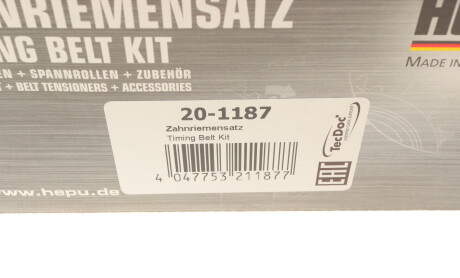 NRIEMENSATZ
MING BELT KIT
EN + SPANNROLLEN + ZUBEHÖR
+ BELT TENSIONERS + ACCESSORIES
MADE IN
20-1187
Zahnriemensatz
Timing Belt Kit
TecDoc
EAC
4 047753 211877
www.hepu.de